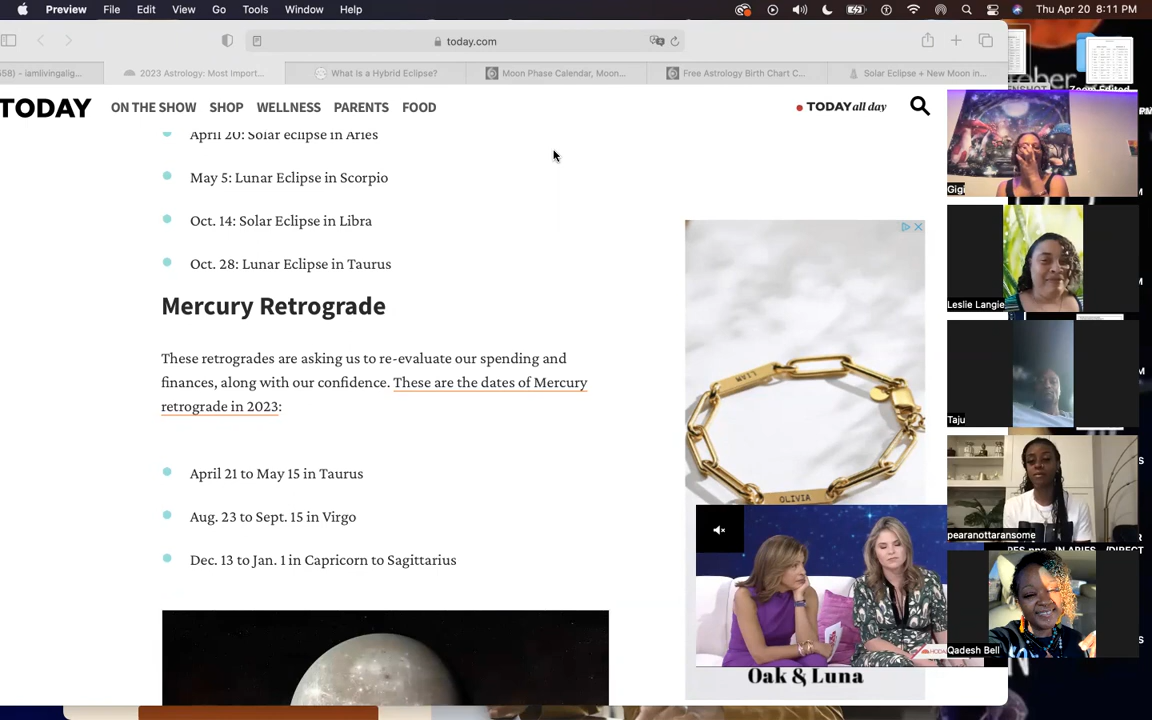 Preview File Edit View Go Tools Window Help Thu Apr 20 8:11 PM
today.com
58) - iamlivingalig... 2023 Astrology: Most Import... What Is a Hybrid Eclipse? Moon Phase Calendar, Moon... Free Astrology Birth Chart C... Solar Eclipse + New Moon in...
TODAY ON THE SHOW SHOP WELLNESS PARENTS FOOD TODAY all day
April 20: Solar eclipse in Aries
May 5: Lunar Eclipse in Scorpio
Oct. 14: Solar Eclipse in Libra
Oct. 28: Lunar Eclipse in Taurus
Mercury Retrograde
These retrogrades are asking us to re-evaluate our spending and
finances, along with our confidence. These are the dates of Mercury
retrograde in 2023:
April 21 to May 15 in Taurus
Aug. 23 to Sept. 15 in Virgo
Dec. 13 to Jan. 1 in Capricorn to Sagittarius
LIAM
OLIVIA
Oak & Luna
Gigi
Leslie Langie
Taju
pearanottaransome
Qadesh Bell